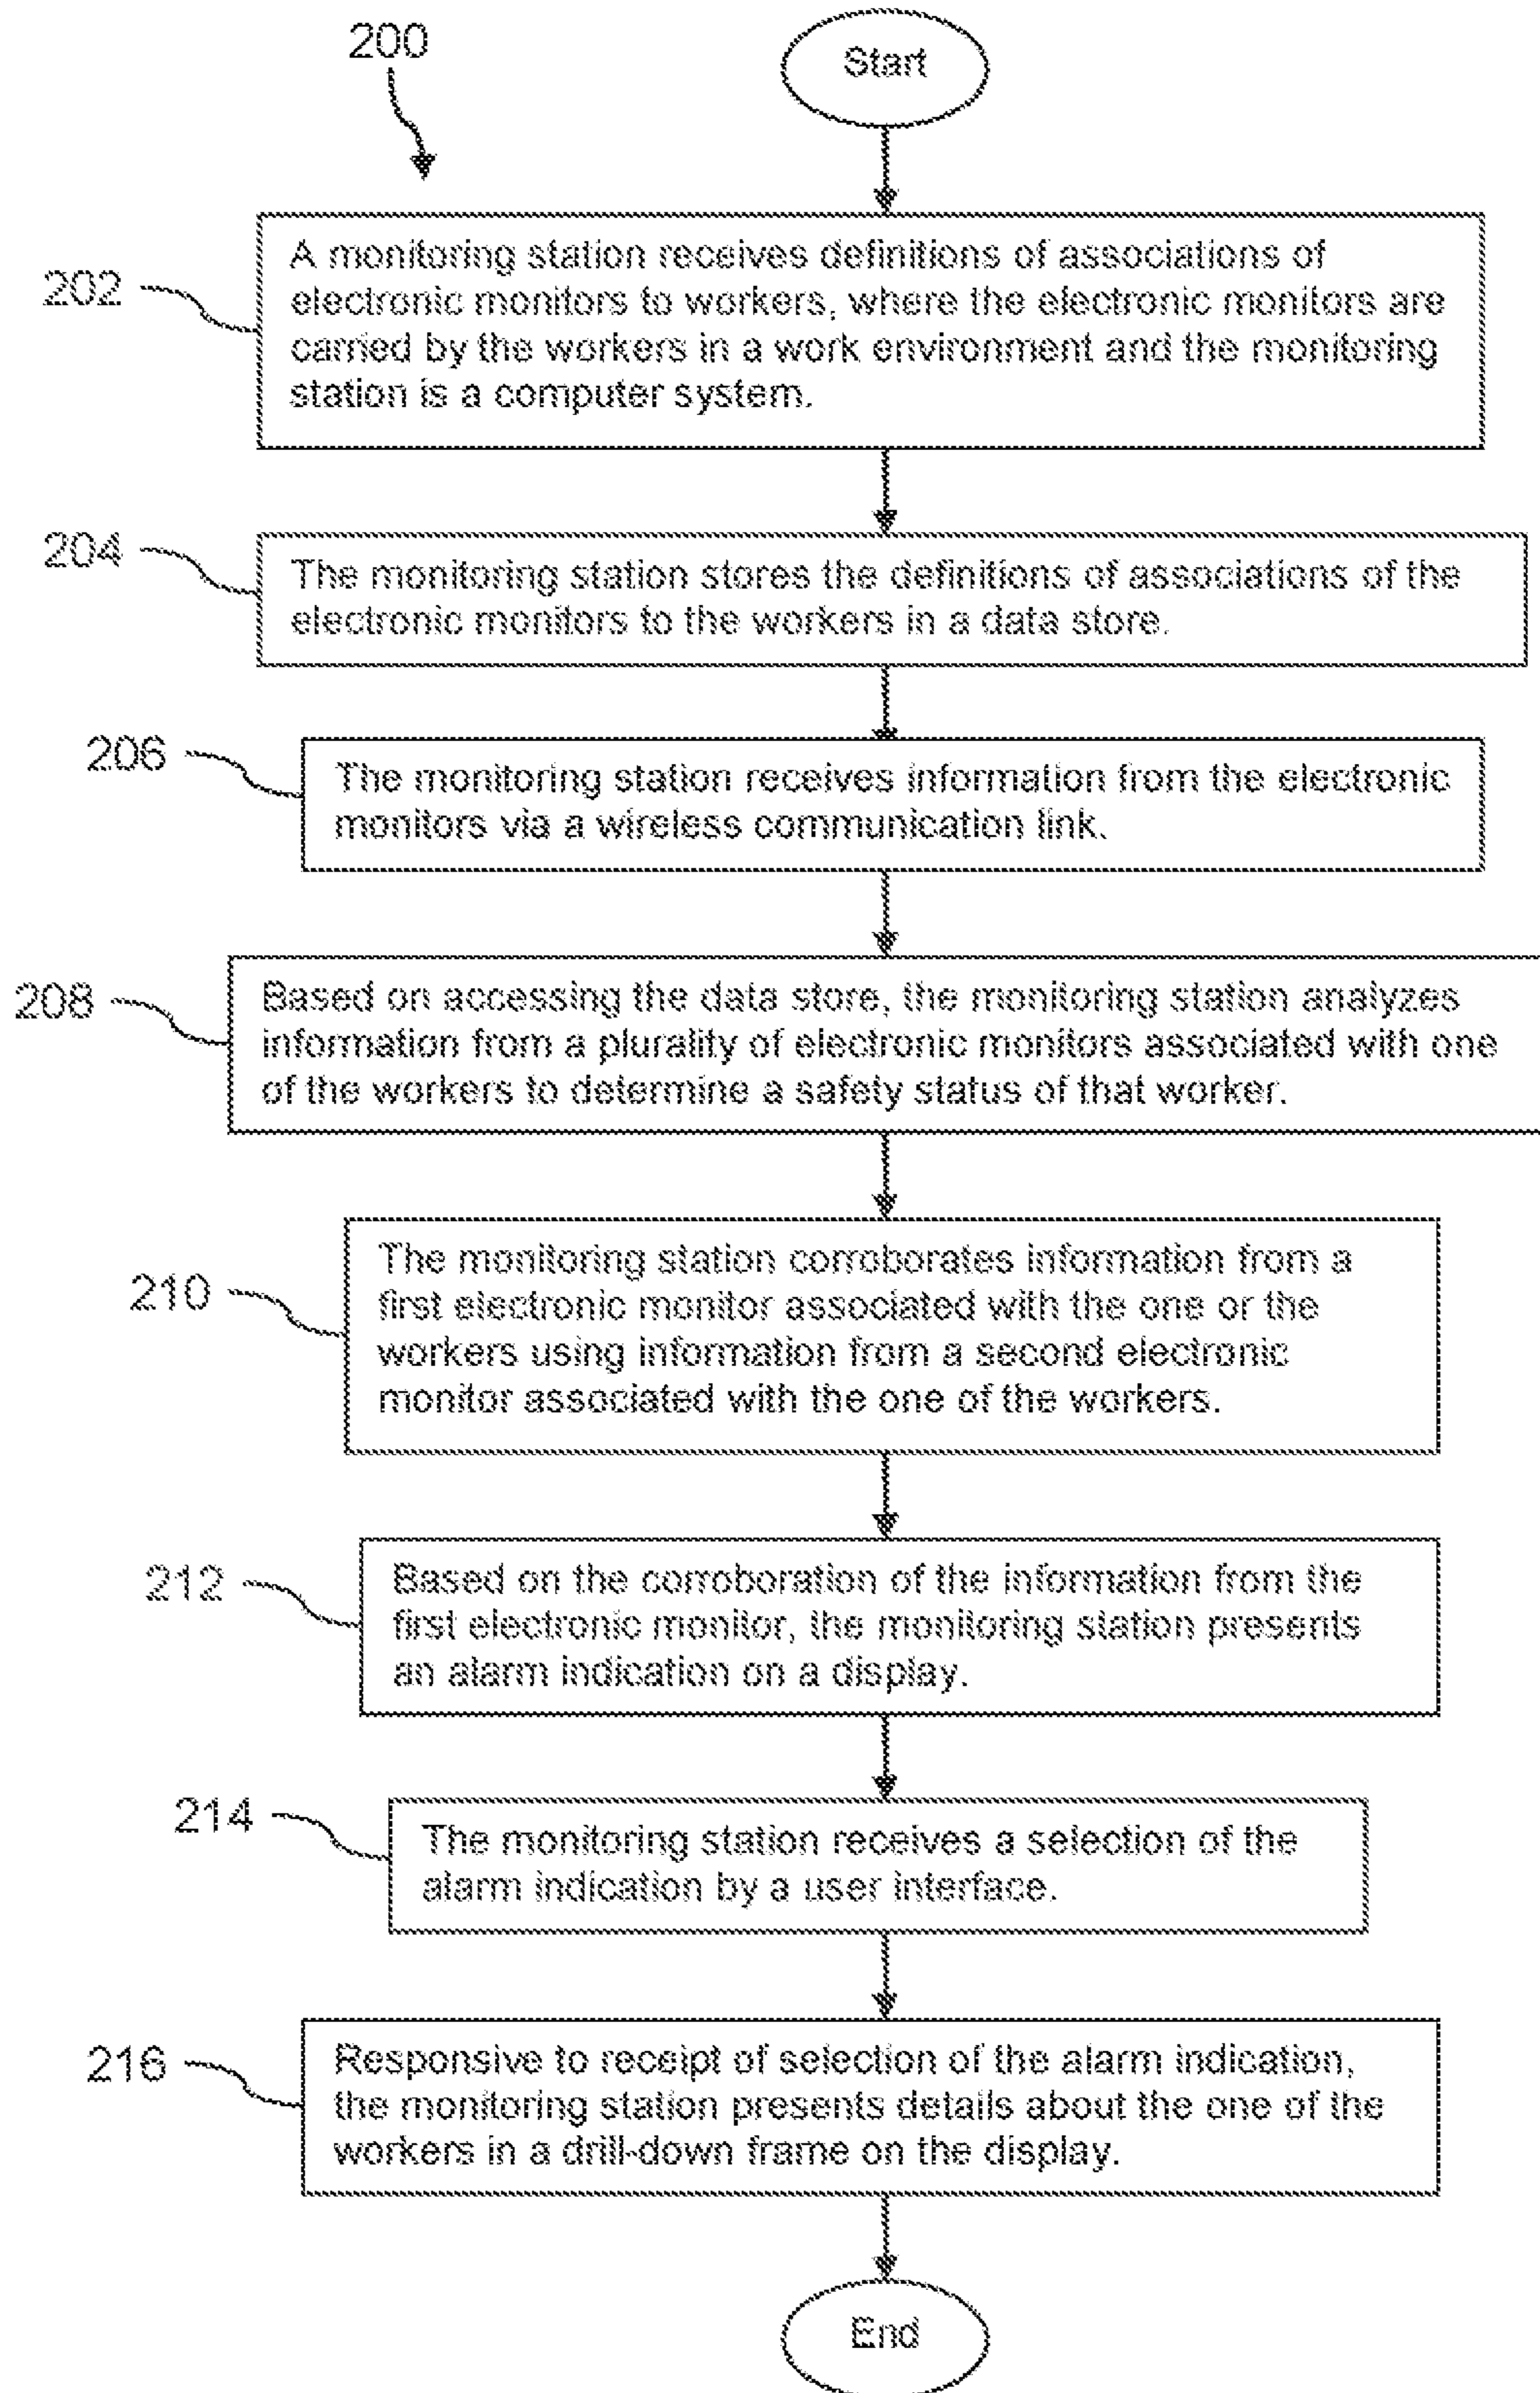 200
Start
202
A monitoring station receives definitions of associations of
electronic monitors to workers, where the electronic monitors are
carried by the workers in a work environment and the monitoring
station is a computer system.
204
The monitoring station stores the definitions of associations of the
electronic monitors to the workers in a data store.
206
The monitoring station receives information from the electronic
monitors via a wireless communication link.
208
Based on accessing the data store, the monitoring station analyzes
information from a plurality of electronic monitors associated with one
of the workers to determine a safety status of that worker.
210
The monitoring station corroborates information from a
first electronic monitor associated with the one or the
workers using information from a second electronic
monitor associated with the one of the workers.
212
Based on the corroboration of the information from the
first electronic monitor, the monitoring station presents
an alarm indication on a display.
214
The monitoring station receives a selection of the
alarm indication by a user interface.
216
Responsive to receipt of selection of the alarm indication,
the monitoring station presents details about the one of the
workers in a drill-down frame on the display.
End